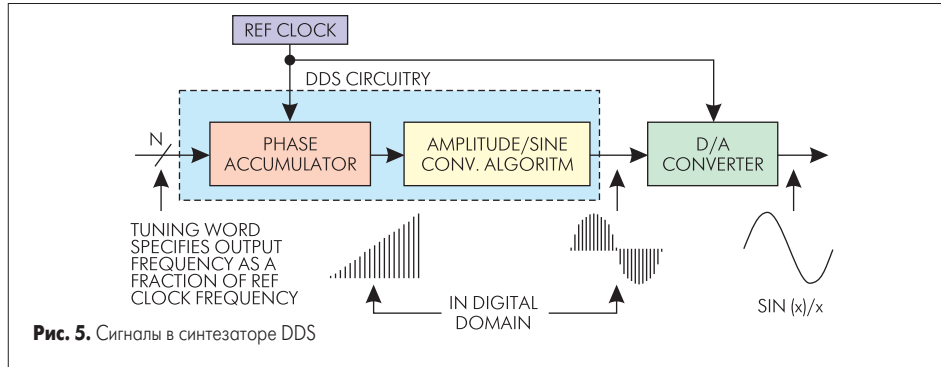 REF CLOCK
DDS CIRCUITRY
N
PHASE
ACCUMULATOR
AMPLITUDE/SINE
CONV. ALGORITM
D/A
CONVERTER
TUNING WORD
SPECIFIES OUTPUT
FREQUENCY AS A
FRACTION OF REF
CLOCK FREQUENCY
IN DIGITAL
DOMAIN
SIN (x)/x
Рис. 5. Сигналы в синтезаторе DDS